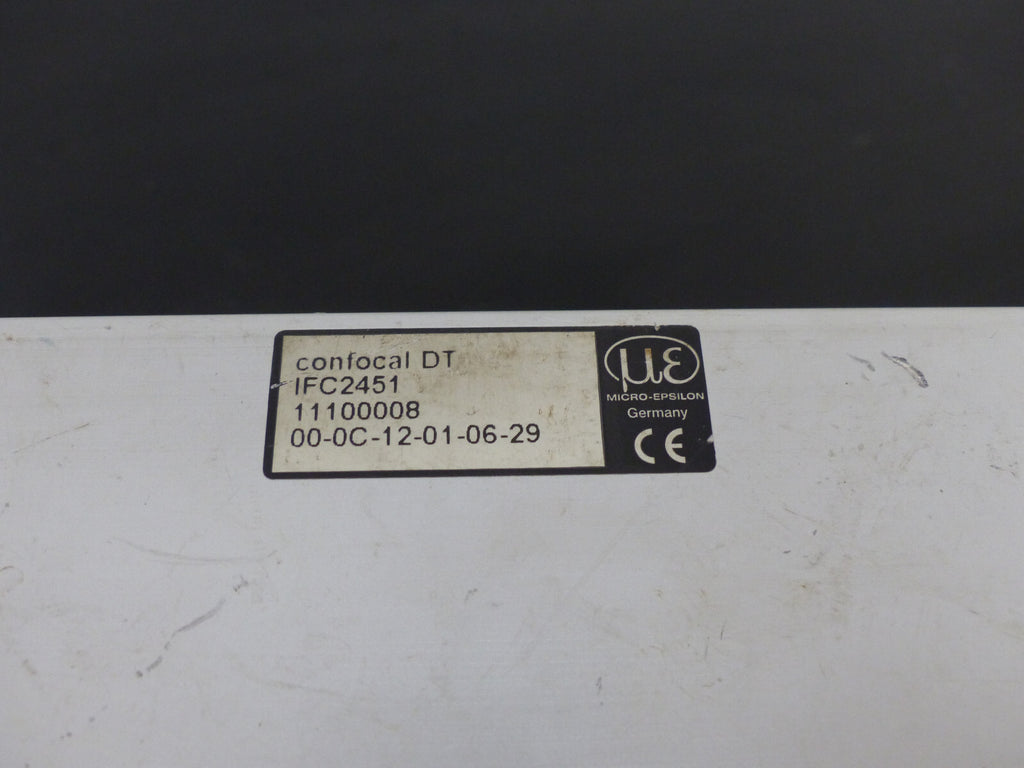 confocal DT
IFC2451
11100008
00-0C-12-01-06-29
µε
MICRO-EPSILON
Germany
CE